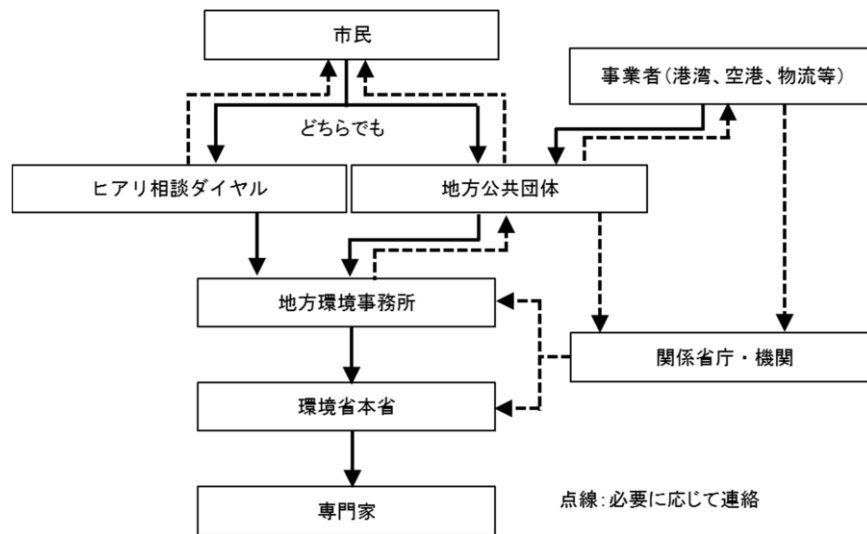 市民
事業者(港湾、空港、物流等)
どちらでも
ヒアリ相談ダイヤル
地方公共団体
地方環境事務所
関係省庁・機関
環境省本省
専門家
点線:必要に応じて連絡